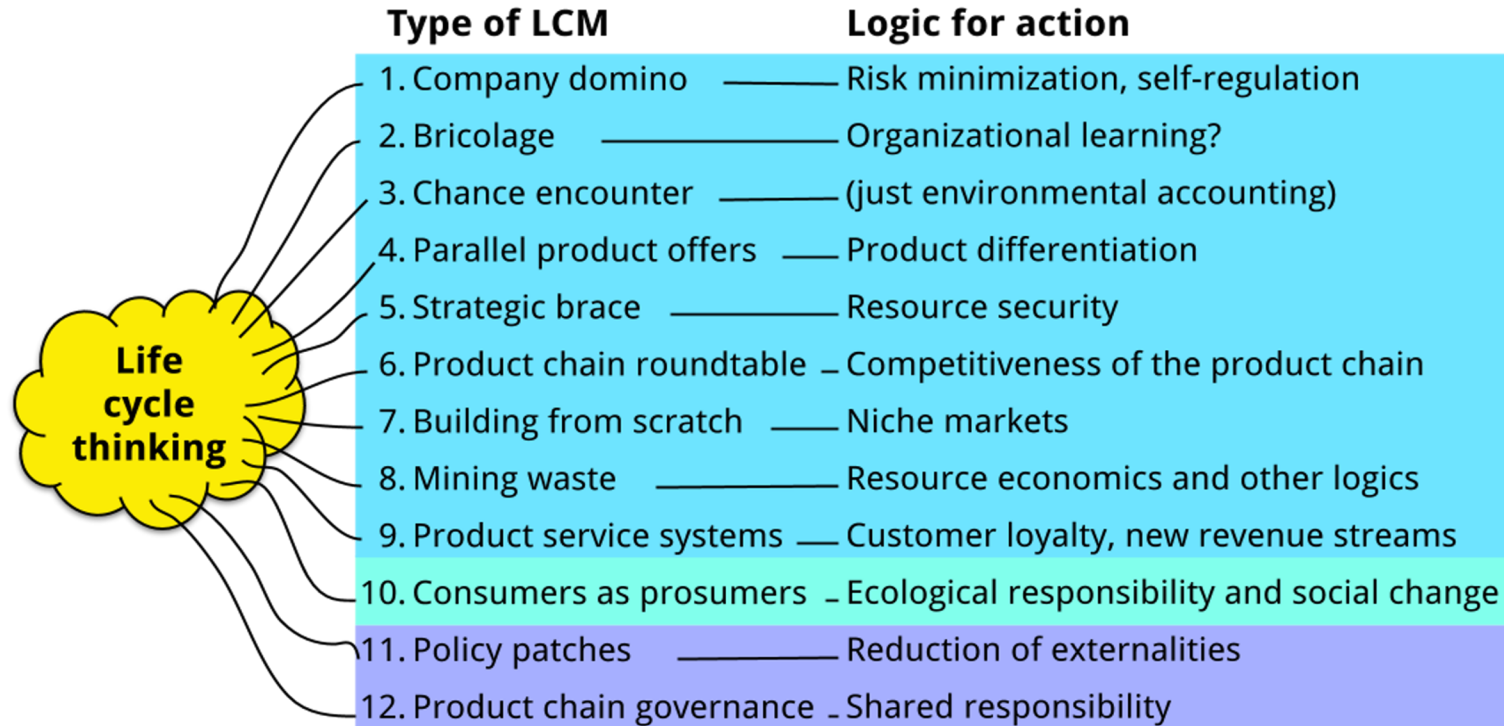 Type of LCM Logic for action
1. Company domino Risk minimization, self-regulation
2. Bricolage Organizational learning?
3. Chance encounter (just environmental accounting)
4. Parallel product offers Product differentiation
5. Strategic brace Resource security
6. Product chain roundtable Competitiveness of the product chain
7. Building from scratch Niche markets
8. Mining waste Resource economics and other logics
9. Product service systems Customer loyalty, new revenue streams
10. Consumers as prosumers Ecological responsibility and social change
11. Policy patches Reduction of externalities
12. Product chain governance Shared responsibility
Life
cycle
thinking